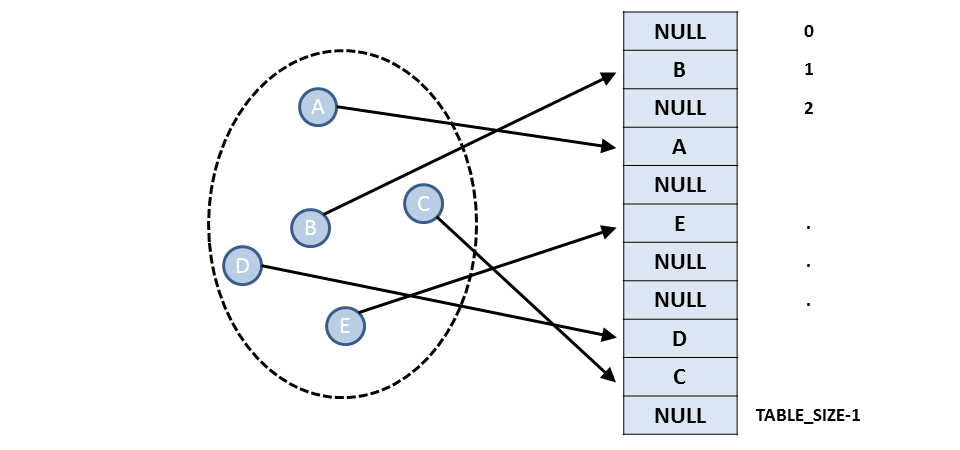 NULL 0
B 1
A
NULL 2
A
C
NULL
B
E .
D
NULL .
NULL .
E
D
C
NULL TABLE_SIZE-1